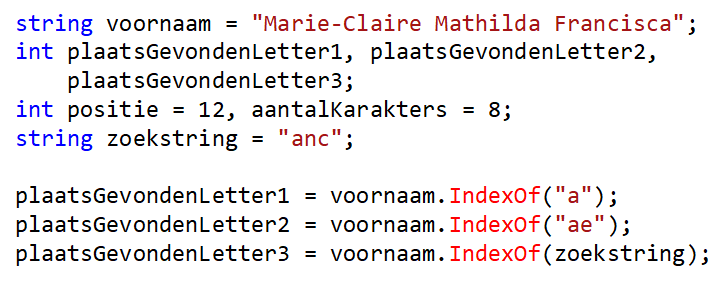 string voornaam = "Marie-Claire Mathilda Francisca";
int plaatsGevondenLetter1, plaatsGevondenLetter2,
plaatsGevondenLetter3;
int positie = 12, aantalKarakters = 8;
string zoekstring = "anc";
plaatsGevondenLetter1 = voornaam.IndexOf("a");
plaatsGevondenLetter2 = voornaam.IndexOf("ae");
plaatsGevondenLetter3 = voornaam.IndexOf(zoekstring);